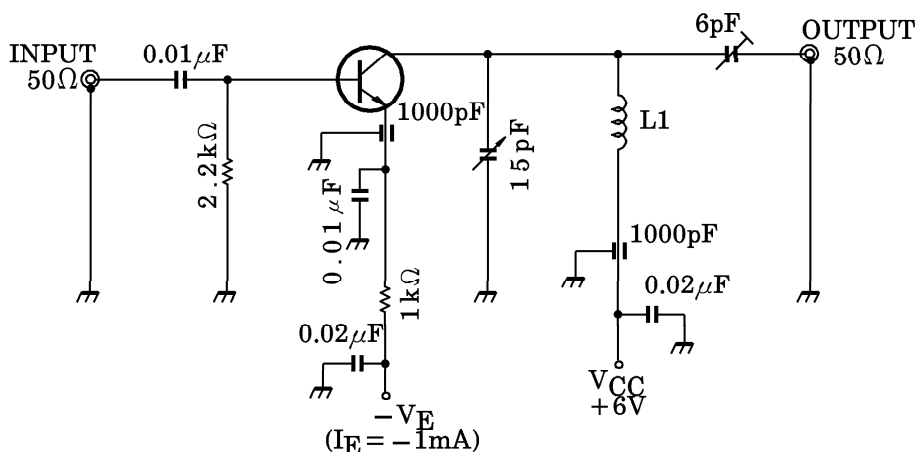 INPUT
50Ω
0.01μF
2.2kΩ
1000pF
0.01μF
1kΩ
0.02μF
−VE
(IE = −1mA)
15pF
6pF
OUTPUT
50Ω
L1
1000pF
0.02μF
VCC
+6V